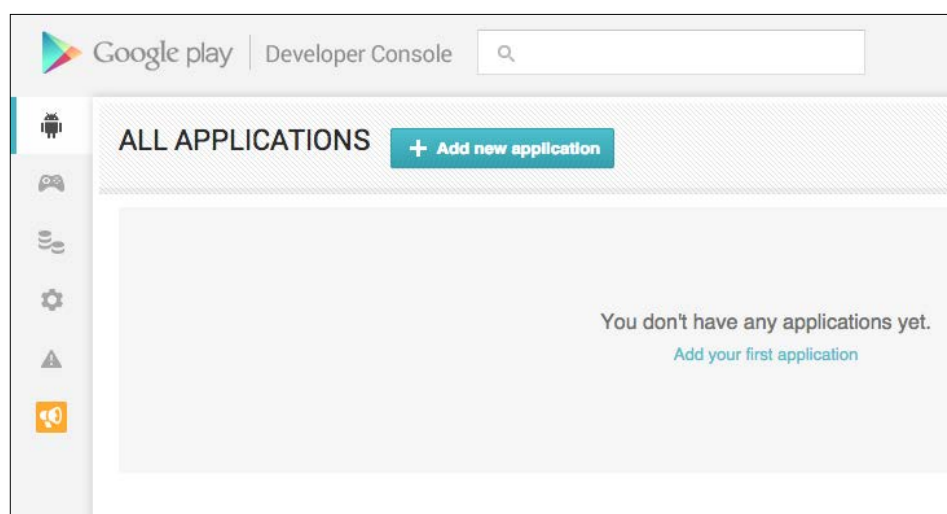 Google play Developer Console
ALL APPLICATIONS + Add new application
You don't have any applications yet.
Add your first application